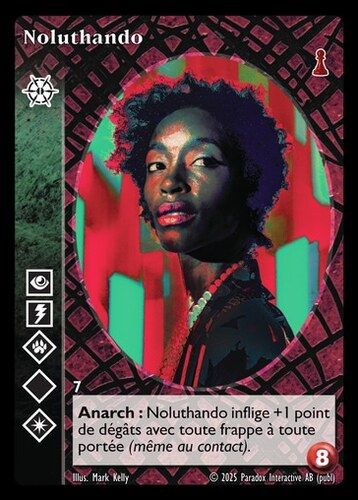 Noluthando
7
Anarch : Noluthando inflige +1 point
de dégâts avec toute frappe à toute
portée (même au contact).
8
Illus. Mark Kelly © 2025 Paradox Interactive AB (publ)